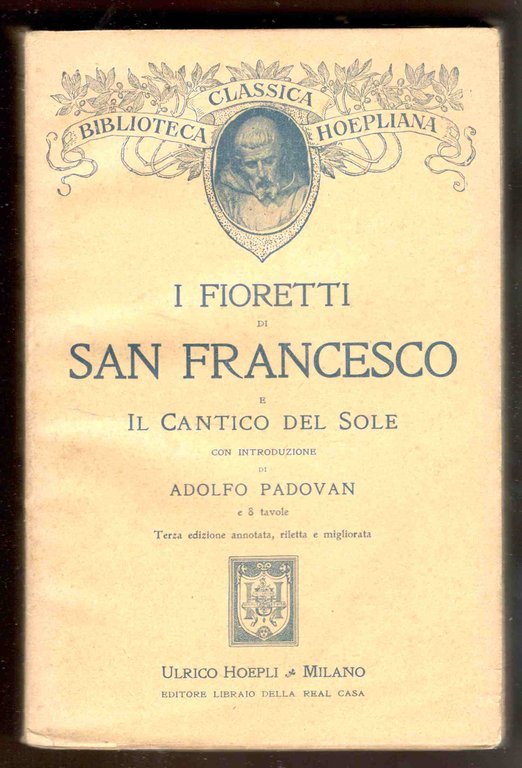 BIBLIOTECA CLASSICA HOEPLIANA
I FIORETTI
DI
SAN FRANCESCO
E
IL CANTICO DEL SOLE
CON INTRODUZIONE
DI
ADOLFO PADOVAN
e 8 tavole
Terza edizione annotata, riletta e migliorata
H
ULRICO HOEPLI MILANO
EDITORE LIBRAIO DELLA REAL CASA